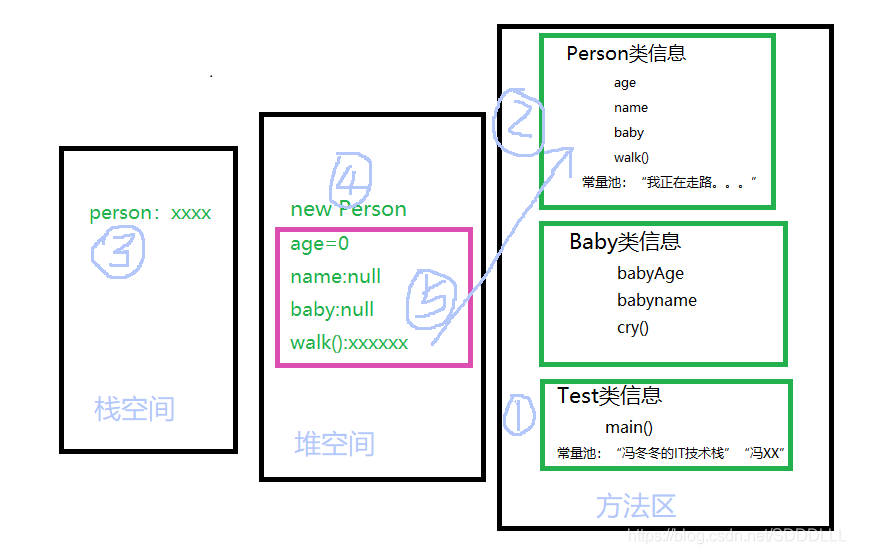 person：xxxx
③
栈空间
④
new Person
age=0
name:null
baby:null
walk():xxxxxx
⑤
堆空间
②
Person类信息
age
name
baby
walk()
常量池：“我正在走路。。。”
Baby类信息
babyAge
babyname
cry()
①
Test类信息
main()
常量池：“冯冬冬的IT技术栈” “冯XX”
方法区
https://blog.csdn.net/SDDDLLL